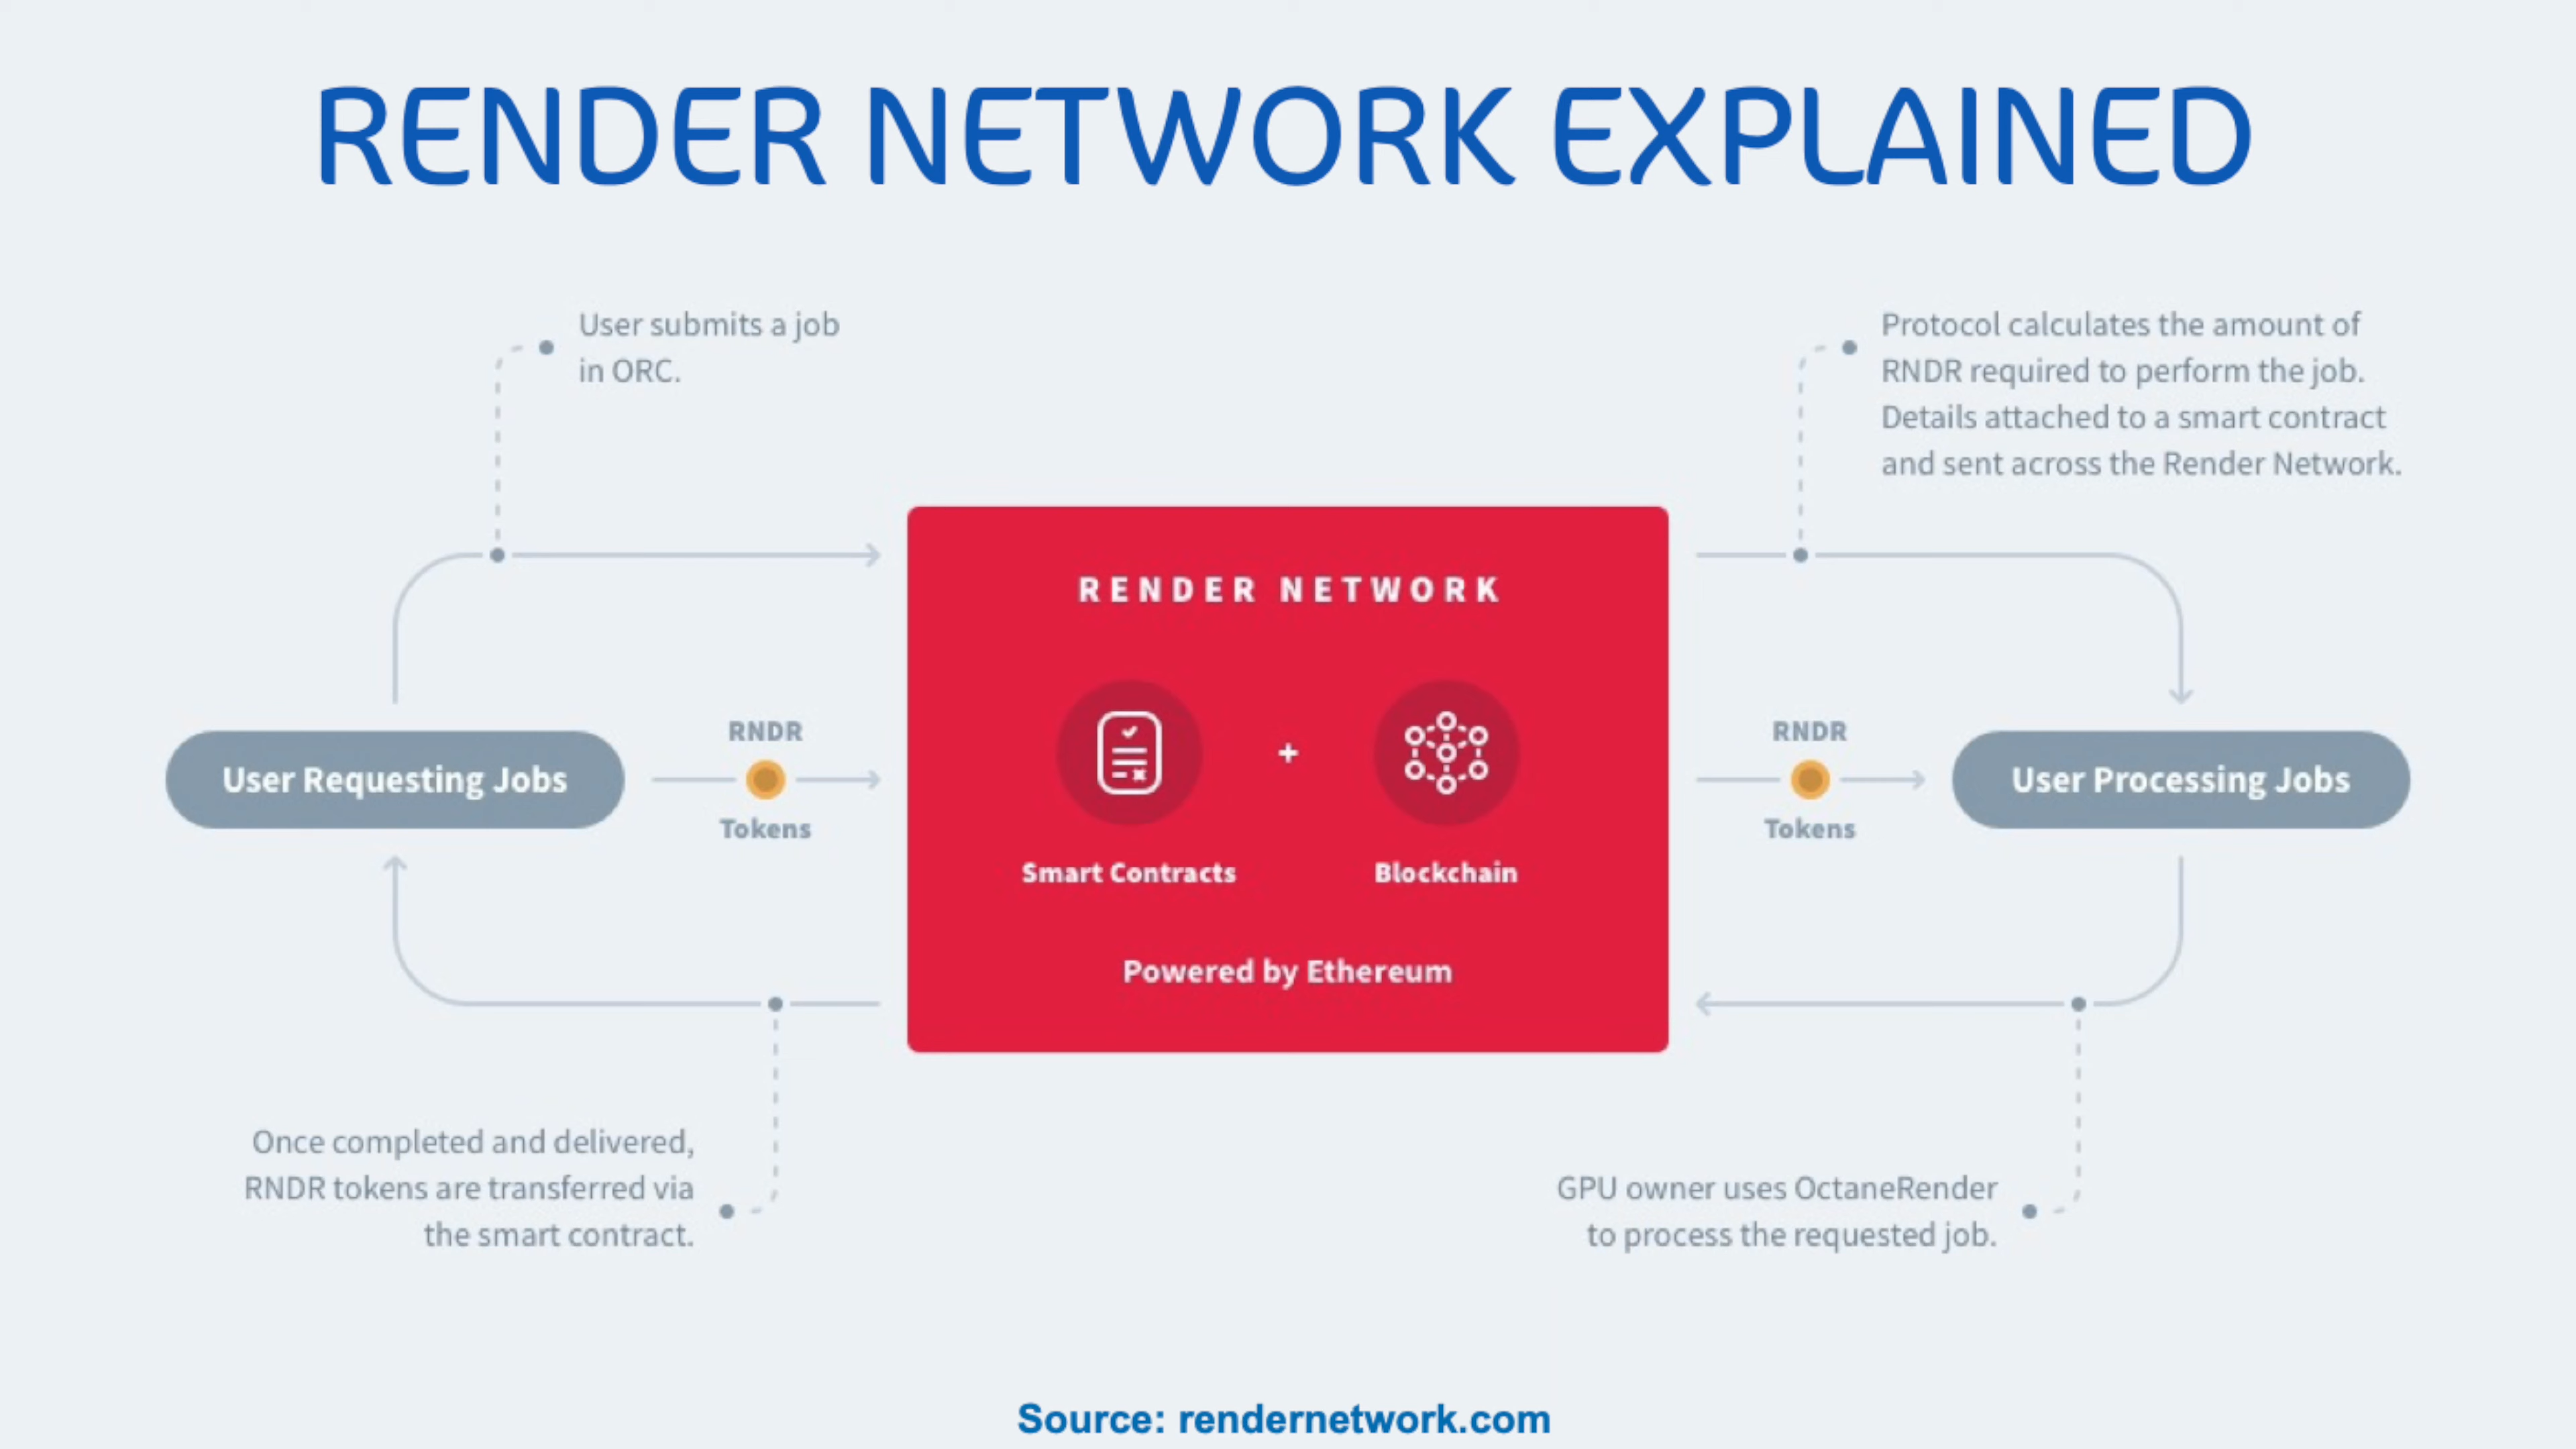 RENDER NETWORK EXPLAINED
User submits a job
in ORC.
Protocol calculates the amount of
RNDR required to perform the job.
Details attached to a smart contract
and sent across the Render Network.
RENDER NETWORK
User Requesting Jobs
RNDR
Tokens
Smart Contracts
+
Blockchain
Powered by Ethereum
RNDR
Tokens
User Processing Jobs
Once completed and delivered,
RNDR tokens are transferred via
the smart contract.
GPU owner uses OctaneRender
to process the requested job.
Source: rendernetwork.com